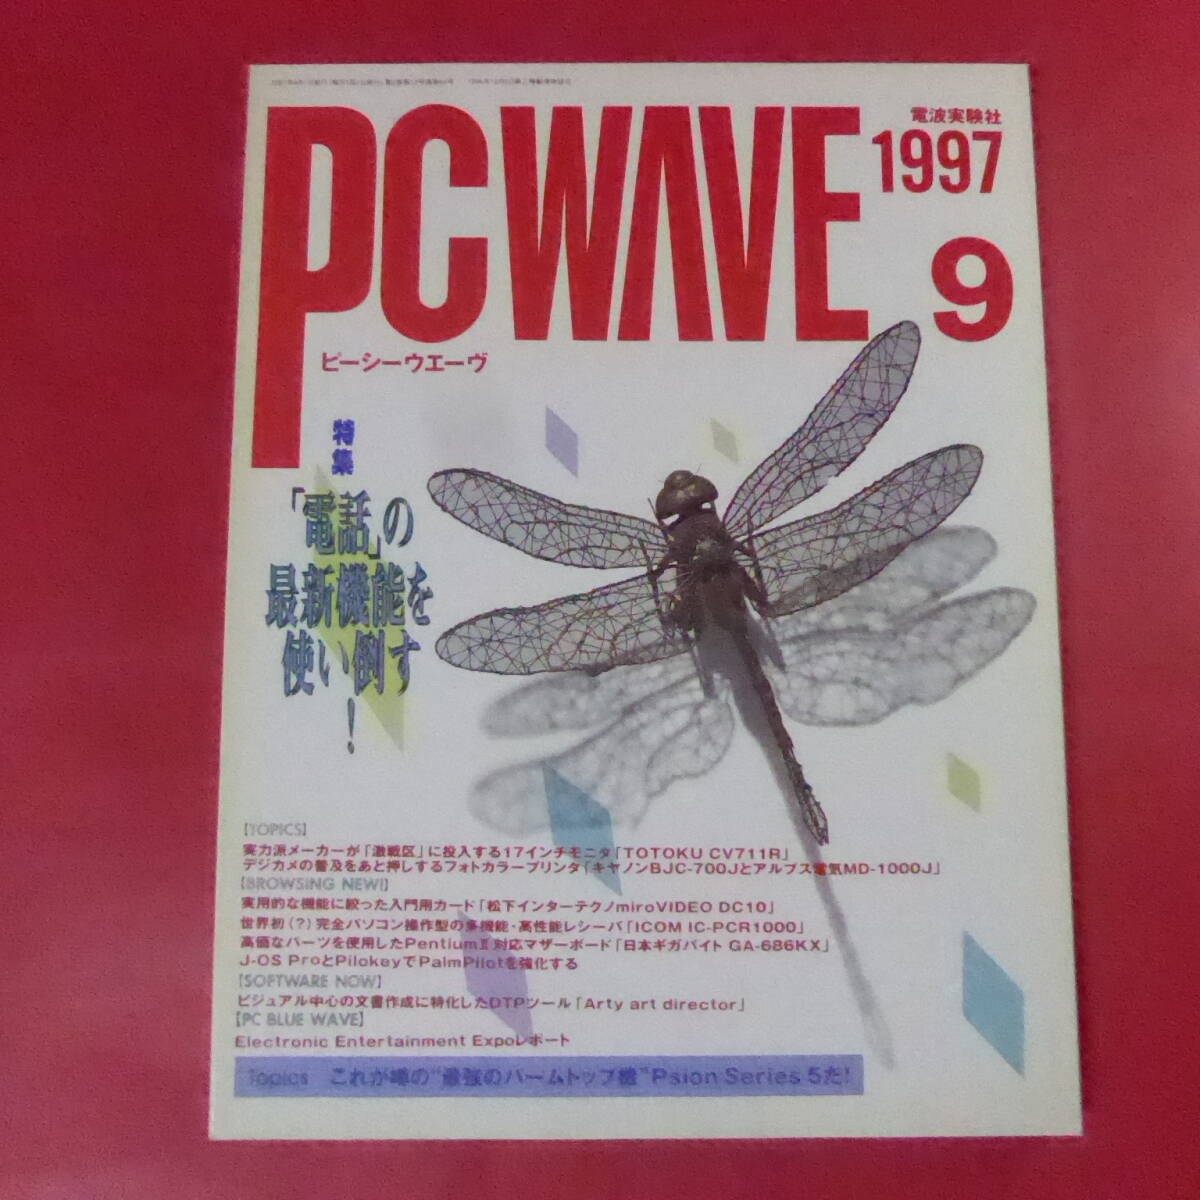 PC WAVE
電波実験社
1997
9
ピーシーウエーヴ
特集
「電話」の
最新機能を
使い倒す
!
【TOPICS】
実力派メーカーが「激戦区」に投入する17インチモニタ「TOTOKU CV711R」
デジカメの普及をあと押しするフォトカラープリンタ「キヤノンBJC-700JとアルプスMD-1000J」
【BROWSING NEW!】
実用的な機能に絞った入門用カード「松下インターテクノmiroVIDEO DC10」
世界初(?)完全パソコン操作型の多機能・高性能レシーバ「ICOM IC-PCR1000」
高価なパーツを使用したPentiumⅡ対応マザーボード「日本ギガバイト GA-686KX」
J-OS ProとPilokeyでPalmPilotを強化する
【SOFTWARE NOW】
ビジュアル中心の文書作成に特化したDTPツール「Arty art director」
【PC BLUE WAVE】
Electronic Entertainment Expoレポート
Topics これが噂の"最強のパームトップ機"Psion Series 5だ!